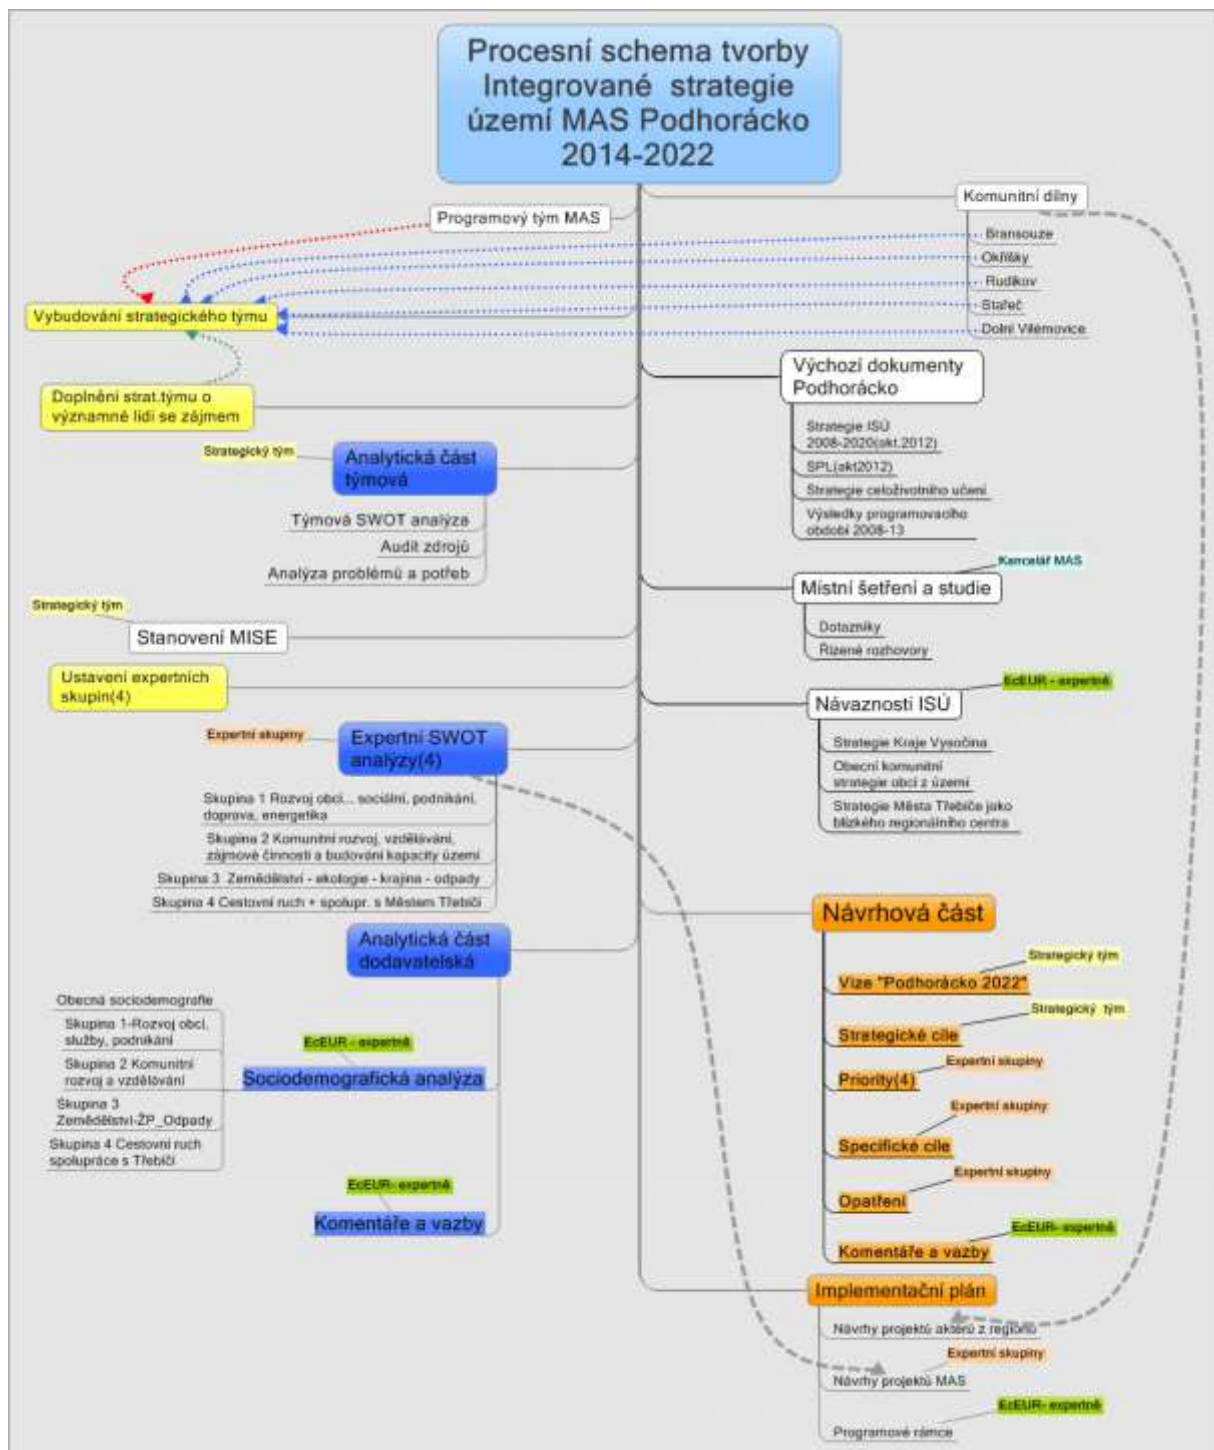 Procesní schema tvorby
Integrované strategie
území MAS Podhorácko
2014-2022
Programový tým MAS
Vybudování strategického týmu
Doplnění strat.týmu o
významné lidi se zájmem
Strategický tým
Analytická část
týmová
Týmová SWOT analýza
Audit zdrojů
Analýza problémů a potřeb
Strategický tým
Stanovení MISE
Ustavení expertních
skupin(4)
Expertní skupiny
Expertní SWOT
analýzy(4)
Skupina 1 Rozvoj obcí... sociální, podnikání,
doprava, energetika
Skupina 2 Komunitní rozvoj, vzdělávání,
zájmové činnosti a budování kapacity území
Skupina 3 Zemědělství - ekologie - krajina - odpady
Skupina 4 Cestovní ruch + spolupr. s Městem Třebíčí
Analytická část
dodavatelská
Obecná sociodemografie
Skupina 1-Rozvoj obcí,
služby, podnikání
Skupina 2 Komunitní
rozvoj a vzdělávání
Skupina 3
Zemědělství-ŽP_Odpady
Skupina 4 Cestovní ruch
spolupráce s Třebíčí
EcEUR - expertně
Sociodemografická analýza
EcEUR- expertně
Komentáře a vazby
Komunitní dílny
Bransouze
Okříšky
Rudíkov
Stařeč
Dolní Vilémovice
Výchozí dokumenty
Podhorácko
Strategie ISÚ
2008-2020(akt.2012)
SPL(akt2012)
Strategie celoživotního učení
Výsledky programovacího
období 2008-13
Kancelář MAS
Místní šetření a studie
Dotazníky
Řízené rozhovory
EcEUR - expertně
Návaznosti ISÚ
Strategie Kraje Vysočina
Obecní komunitní
strategie obcí z území
Strategie Města Třebíče jako
blízkého regionálního centra
Návrhová část
Strategický tým
Vize "Podhorácko 2022"
Strategický tým
Strategické cíle
Expertní skupiny
Priority(4)
Expertní skupiny
Specifické cíle
Expertní skupiny
Opatření
EcEUR- expertně
Komentáře a vazby
Implementační plán
Návrhy projektů aktérů z regionu
Expertní skupiny
Návrhy projektů MAS
EcEUR- expertně
Programové rámce